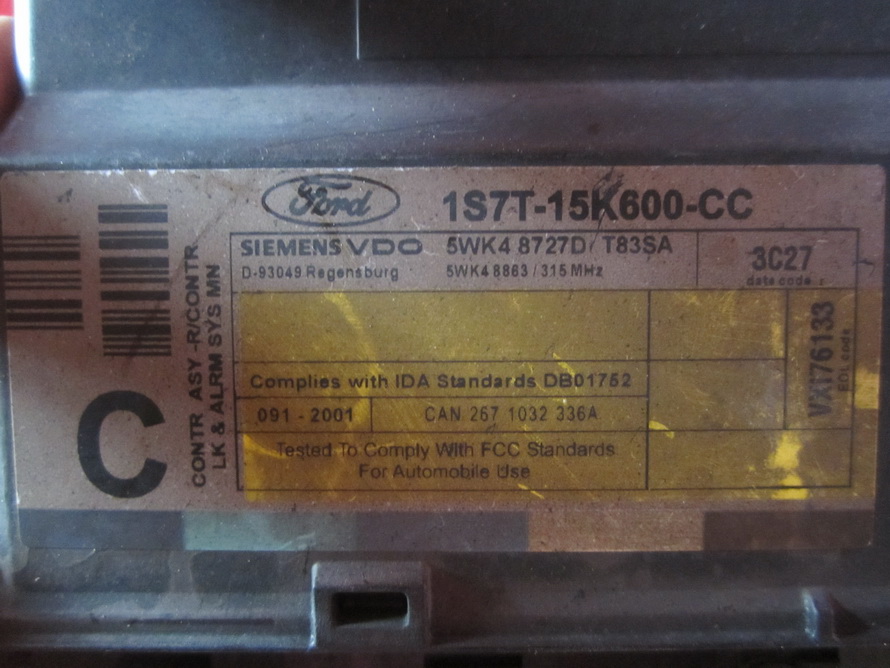 Ford
1S7T-15K600-CC
SIEMENS VDO 5WK4 8727D/ T83SA
D-93049 Regensburg 5WK4 8863 / 315 MHz
3C27
date code
Complies with IDA Standards DB01752
091 - 2001 CAN 267 1032 336A
Tested To Comply With FCC Standards
For Automobile Use
EOL code
CONTR ASY -R/CONTR
LK & ALRM SYS MN
C